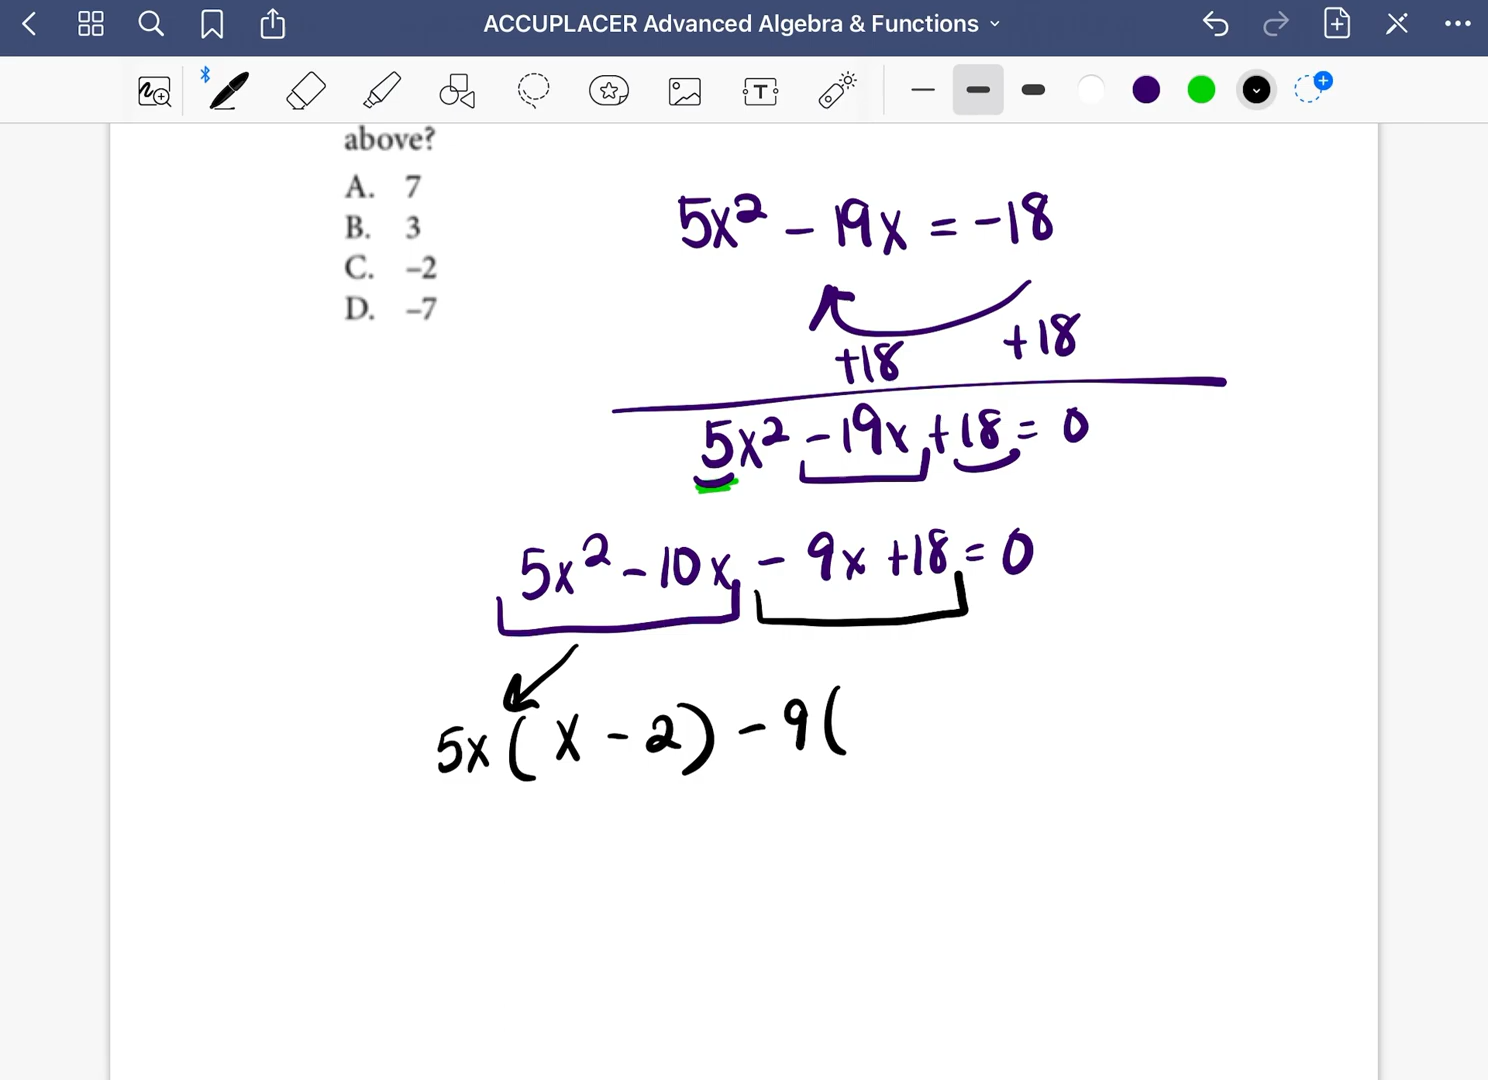 ACCUPLACER Advanced Algebra & Functions
above?
A. 7
B. 3
C. –2
D. –7
5x² - 19x = -18
+18 +18
5x² - 19x + 18 = 0
5x² - 10x - 9x + 18 = 0
5x ( x - 2 ) - 9 (